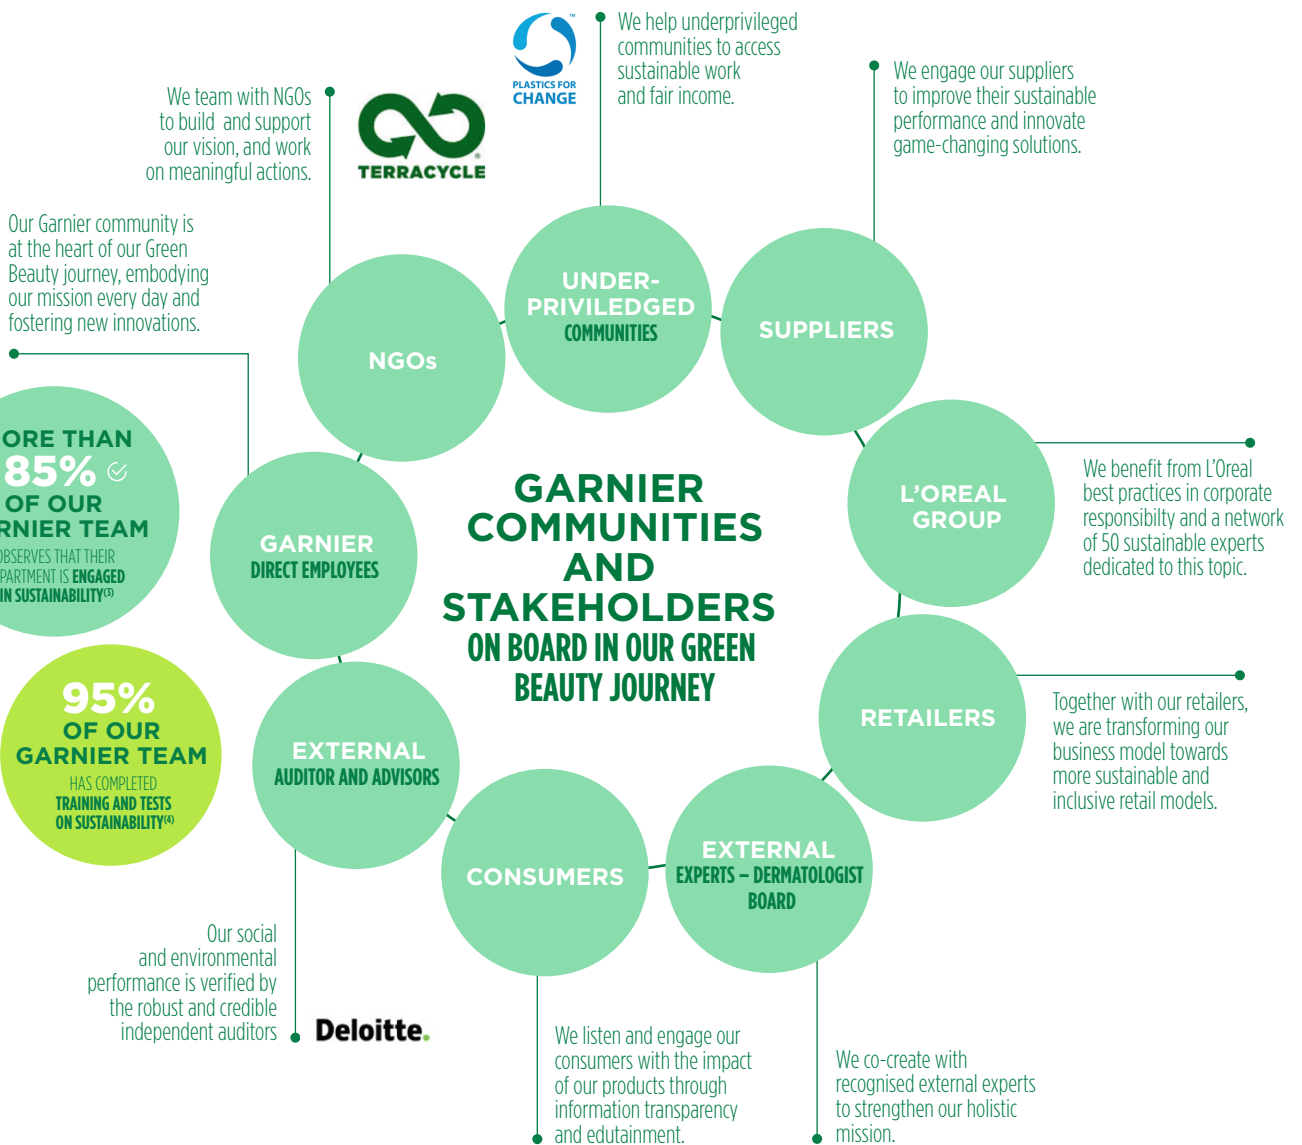 PLASTICS FOR
CHANGE
™
We help underprivileged
communities to access
sustainable work
and fair income.
We engage our suppliers
to improve their sustainable
performance and innovate
game-changing solutions.
We team with NGOs
to build and support
our vision, and work
on meaningful actions.
TERRACYCLE
®
Our Garnier community is
at the heart of our Green
Beauty journey, embodying
our mission every day and
fostering new innovations.
UNDER-
PRIVILEDGED
COMMUNITIES
SUPPLIERS
NGOs
ORE THAN
85%
OF OUR
RNIER TEAM
OBSERVES THAT THEIR
PARTMENT IS ENGAGED
IN SUSTAINABILITY(3)
GARNIER
DIRECT EMPLOYEES
GARNIER
COMMUNITIES
AND
STAKEHOLDERS
ON BOARD IN OUR GREEN
BEAUTY JOURNEY
L'OREAL
GROUP
We benefit from L'Oreal
best practices in corporate
responsibilty and a network
of 50 sustainable experts
dedicated to this topic.
95%
OF OUR
GARNIER TEAM
HAS COMPLETED
TRAINING AND TESTS
ON SUSTAINABILITY(4)
EXTERNAL
AUDITOR AND ADVISORS
RETAILERS
Together with our retailers,
we are transforming our
business model towards
more sustainable and
inclusive retail models.
CONSUMERS
EXTERNAL
EXPERTS – DERMATOLOGIST
BOARD
Our social
and environmental
performance is verified by
the robust and credible
independent auditors
Deloitte.
We listen and engage our
consumers with the impact
of our products through
information transparency
and edutainment.
We co-create with
recognised external experts
to strengthen our holistic
mission.